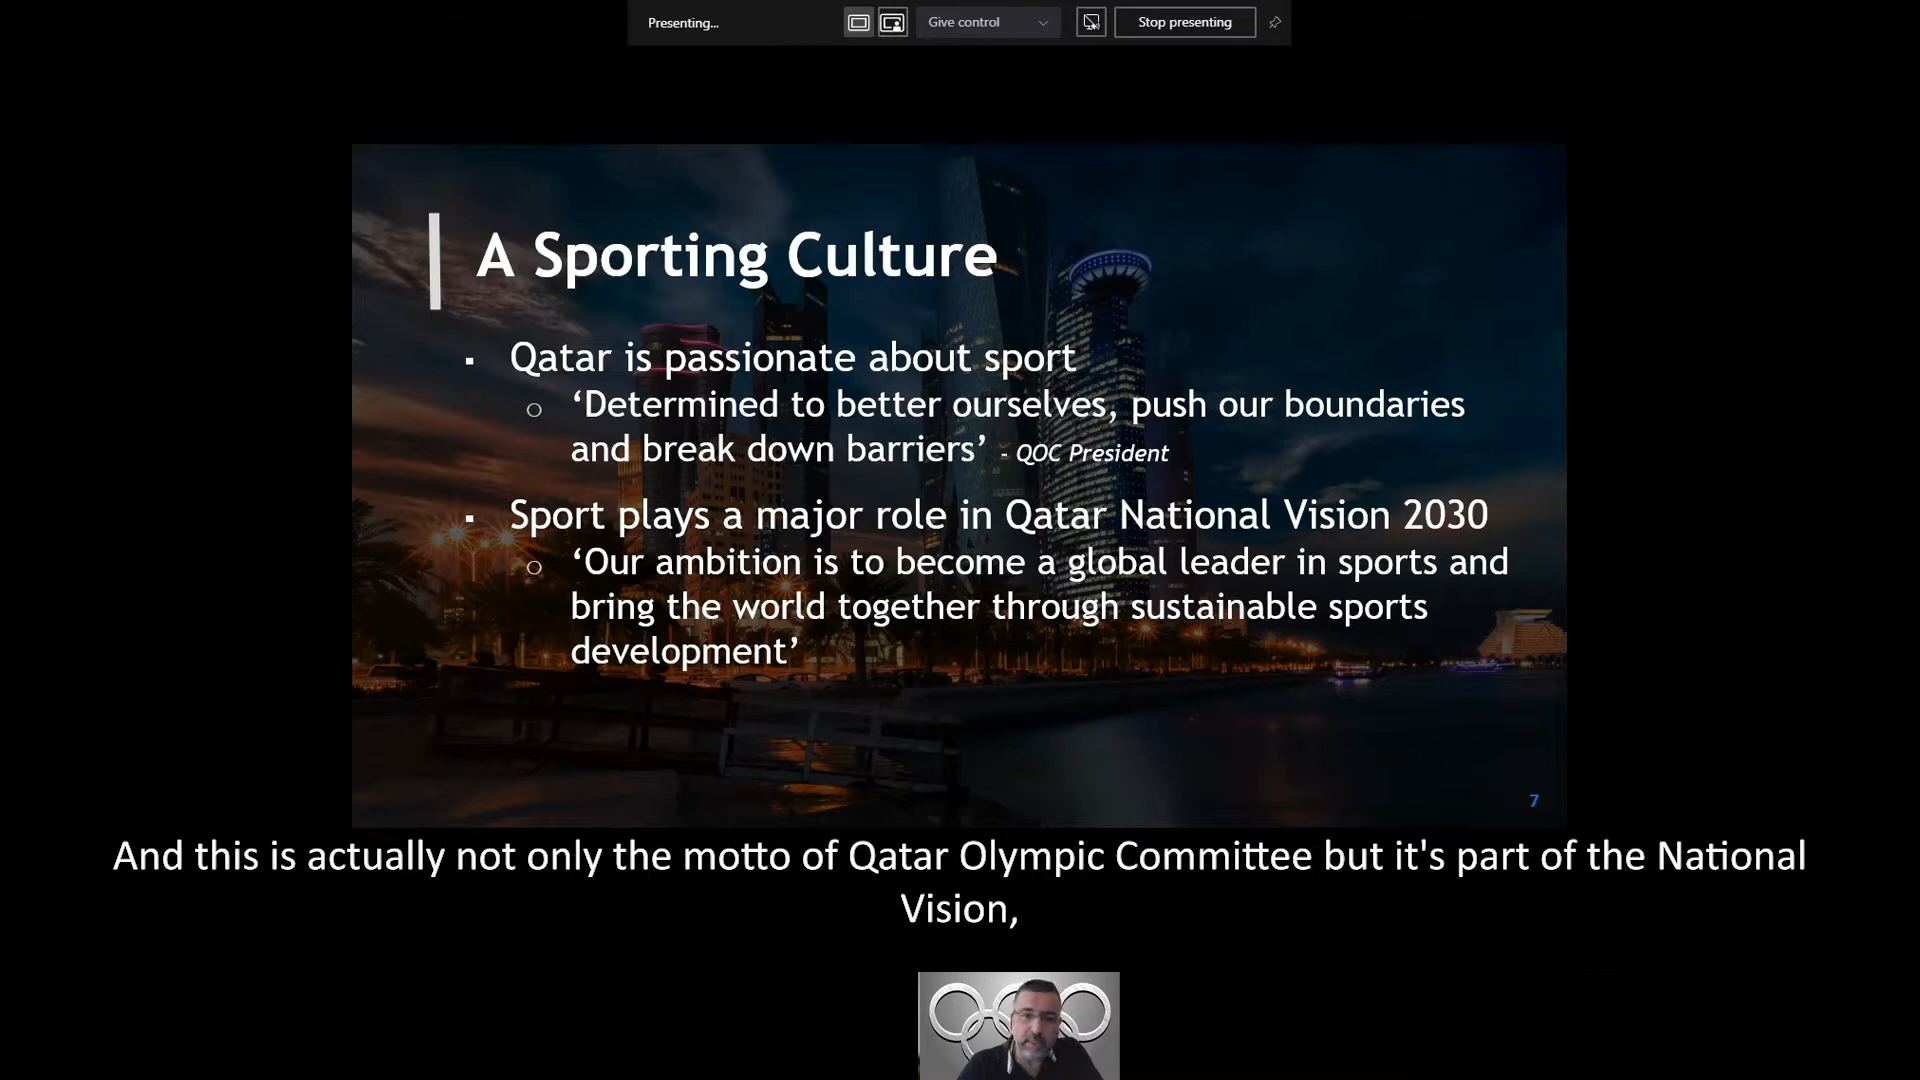 Presenting...
Give control
Stop presenting
A Sporting Culture
▪ Qatar is passionate about sport
○ ‘Determined to better ourselves, push our boundaries
and break down barriers’ - QOC President
▪ Sport plays a major role in Qatar National Vision 2030
○ ‘Our ambition is to become a global leader in sports and
bring the world together through sustainable sports
development’
7
And this is actually not only the motto of Qatar Olympic Committee but it's part of the National
Vision,